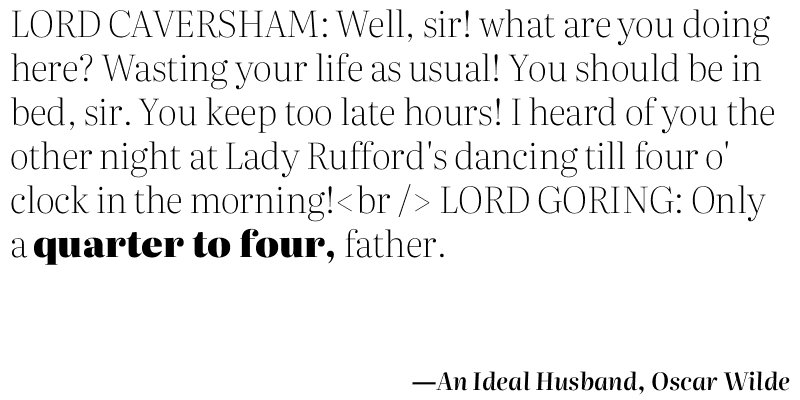 LORD CAVERSHAM: Well, sir! what are you doing
here? Wasting your life as usual! You should be in
bed, sir. You keep too late hours! I heard of you the
other night at Lady Rufford's dancing till four o'
clock in the morning!<br /> LORD GORING: Only
a quarter to four, father.
—An Ideal Husband, Oscar Wilde